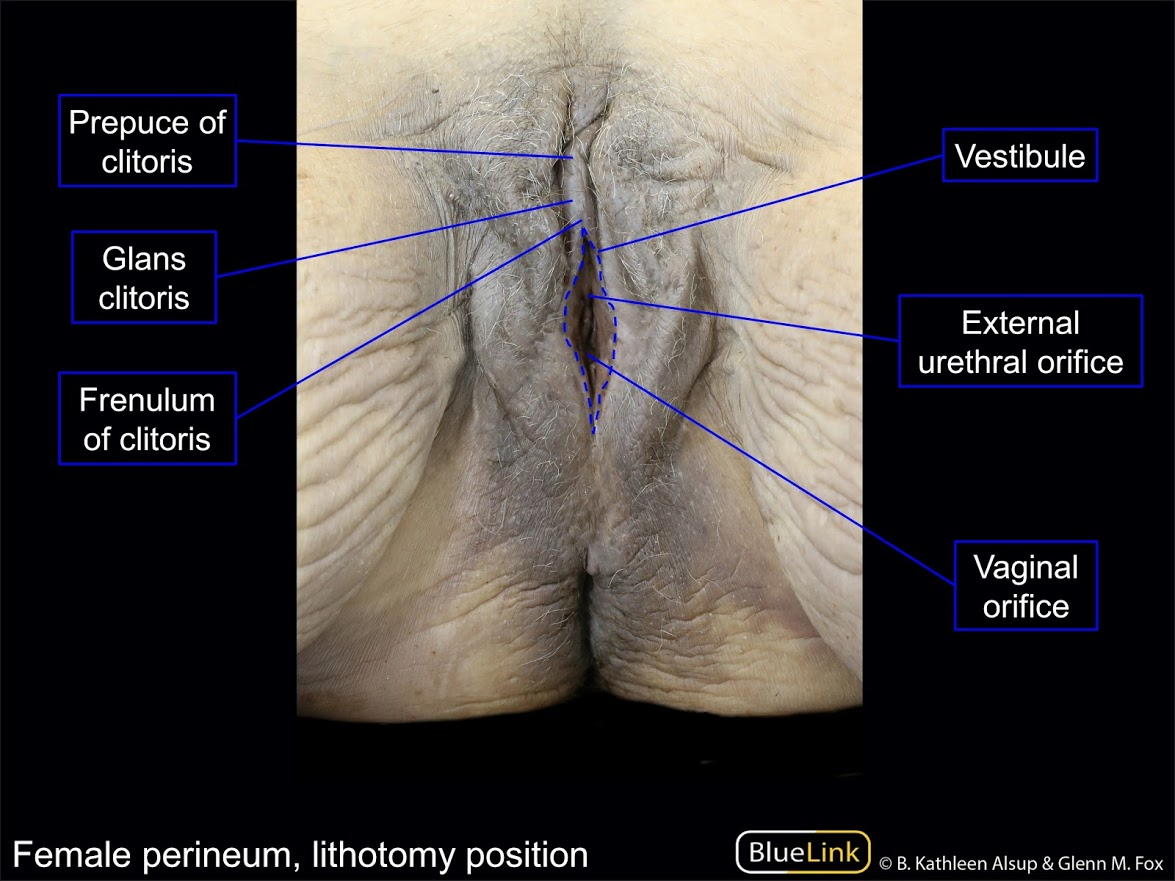 Prepuce of
clitoris
Glans
clitoris
Frenulum
of clitoris
Vestibule
External
urethral orifice
Vaginal
orifice
Female perineum, lithotomy position
BlueLink
© B. Kathleen Alsup & Glenn M. Fox